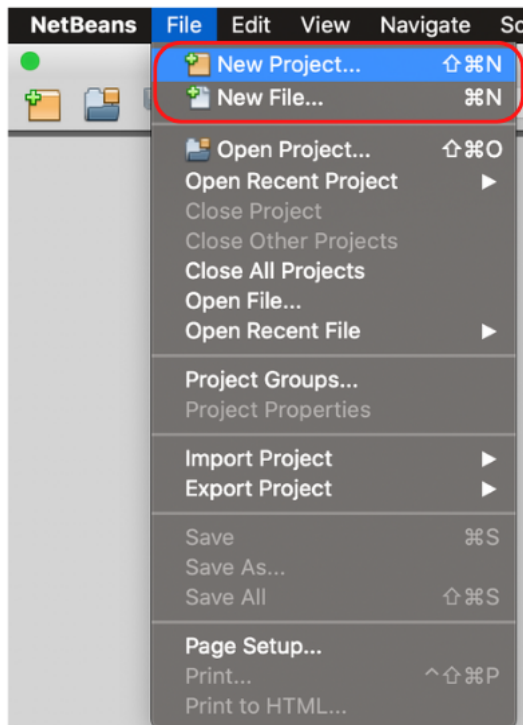 NetBeans File Edit View Navigate So
New Project... ⇧⌘N
New File... ⌘N
Open Project... ⇧⌘O
Open Recent Project ▶
Close Project
Close Other Projects
Close All Projects
Open File...
Open Recent File ▶
Project Groups...
Project Properties
Import Project ▶
Export Project ▶
Save ⌘S
Save As...
Save All ⇧⌘S
Page Setup...
Print... ^⇧⌘P
Print to HTML...